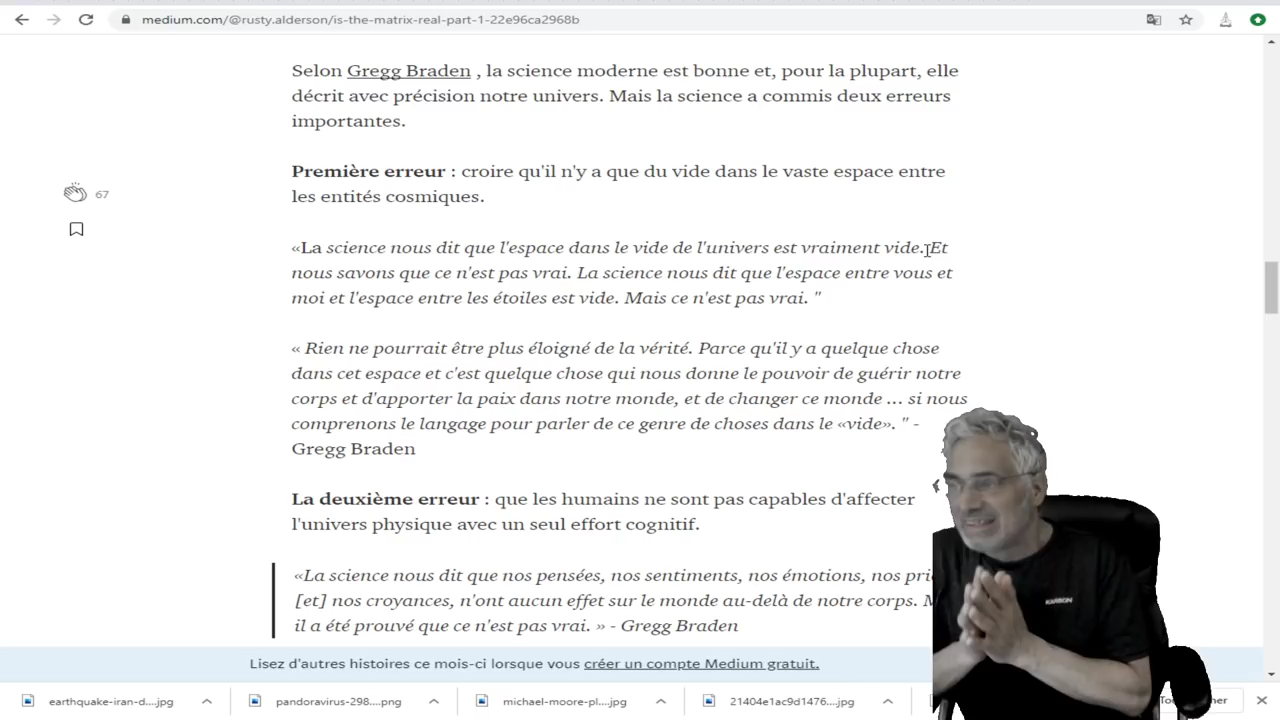 medium.com/@rusty.alderson/is-the-matrix-real-part-1-22e96ca2968b
Selon Gregg Braden , la science moderne est bonne et, pour la plupart, elle
décrit avec précision notre univers. Mais la science a commis deux erreurs
importantes.
Première erreur : croire qu'il n'y a que du vide dans le vaste espace entre
les entités cosmiques.
67
«La science nous dit que l'espace dans le vide de l'univers est vraiment vide. Et
nous savons que ce n'est pas vrai. La science nous dit que l'espace entre vous et
moi et l'espace entre les étoiles est vide. Mais ce n'est pas vrai. "
« Rien ne pourrait être plus éloigné de la vérité. Parce qu'il y a quelque chose
dans cet espace et c'est quelque chose qui nous donne le pouvoir de guérir notre
corps et d'apporter la paix dans notre monde, et de changer ce monde ... si nous
comprenons le langage pour parler de ce genre de choses dans le «vide». " -
Gregg Braden
La deuxième erreur : que les humains ne sont pas capables d'affecter
l'univers physique avec un seul effort cognitif.
«La science nous dit que nos pensées, nos sentiments, nos émotions, nos
[et] nos croyances, n'ont aucun effet sur le monde au-delà de notre corps.
il a été prouvé que ce n'est pas vrai. » - Gregg Braden
Lisez d'autres histoires ce mois-ci lorsque vous créer un compte Medium gratuit.
earthquake-iran-d....jpg
pandoravirus-298....png
michael-moore-pl....jpg
21404e1ac9d1476....jpg